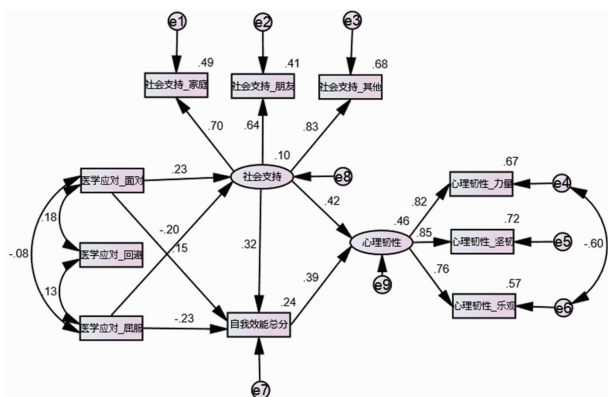 e1
e2
e3
.49
.41
.68
社会支持_家庭
社会支持_朋友
社会支持_其他
.70
.64
.83
.10
社会支持
e8
医学应对_面对
.23
.67
心理韧性_力量
e4
.82
.42
.46
.18
-.20
.15
心理韧性
.85
.72
心理韧性_坚韧
e5
-.60
-.08
医学应对_回避
.32
.39
.76
e9
.57
心理韧性_乐观
e6
.13
.24
医学应对_屈服
-.23
自我效能总分
e7